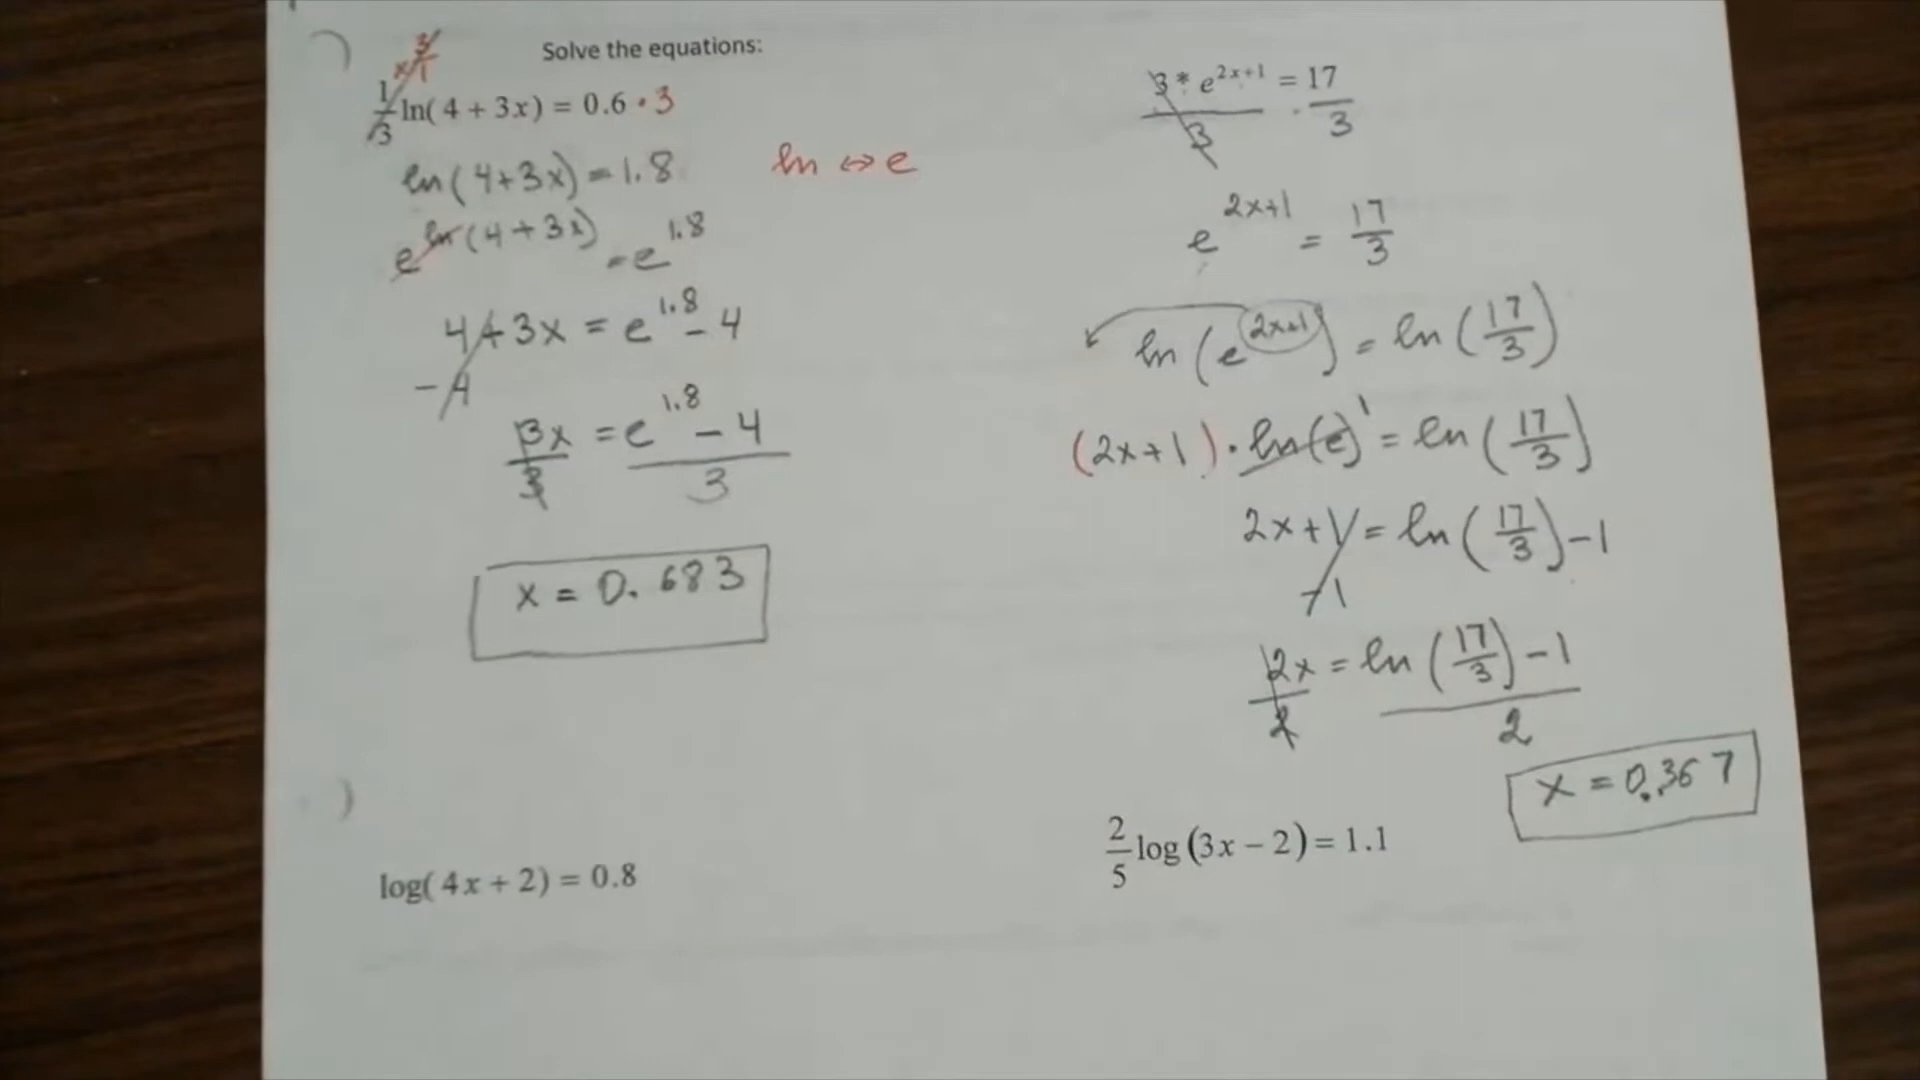 Solve the equations:
x 3/1
1/3 ln( 4 + 3x) = 0.6 · 3
ln(4+3x) = 1.8
ln ⇔ e
e^ln(4+3x) = e^1.8
4+3x = e^1.8 - 4
-4
3x/3 = e^1.8 - 4/3
x = 0.683
log( 4x + 2) = 0.8
3 * e^2x+1 = 17
3 · 3
e^2x+1 = 17/3
ln(e^2x+1) = ln(17/3)
(2x+1) · ln(e)^1 = ln(17/3)
2x+1 = ln(17/3) -1
-1
2x/2 = ln(17/3) -1/2
x = 0.367
2/5 log (3x - 2) = 1.1